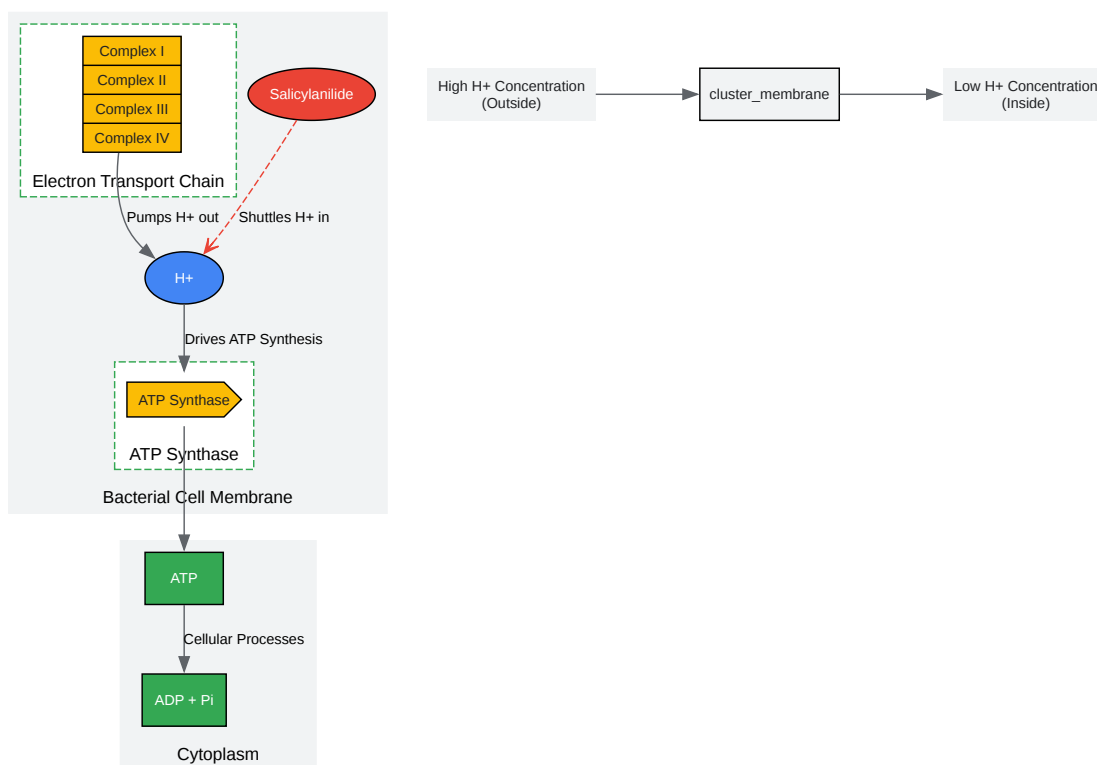 Complex I
Complex II
Complex III
Complex IV
Electron Transport Chain
Salicylanilide
High H+ Concentration
(Outside)
cluster_membrane
Low H+ Concentration
(Inside)
Pumps H+ out
Shuttles H+ in
H+
Drives ATP Synthesis
ATP Synthase
ATP Synthase
Bacterial Cell Membrane
ATP
Cellular Processes
ADP + Pi
Cytoplasm